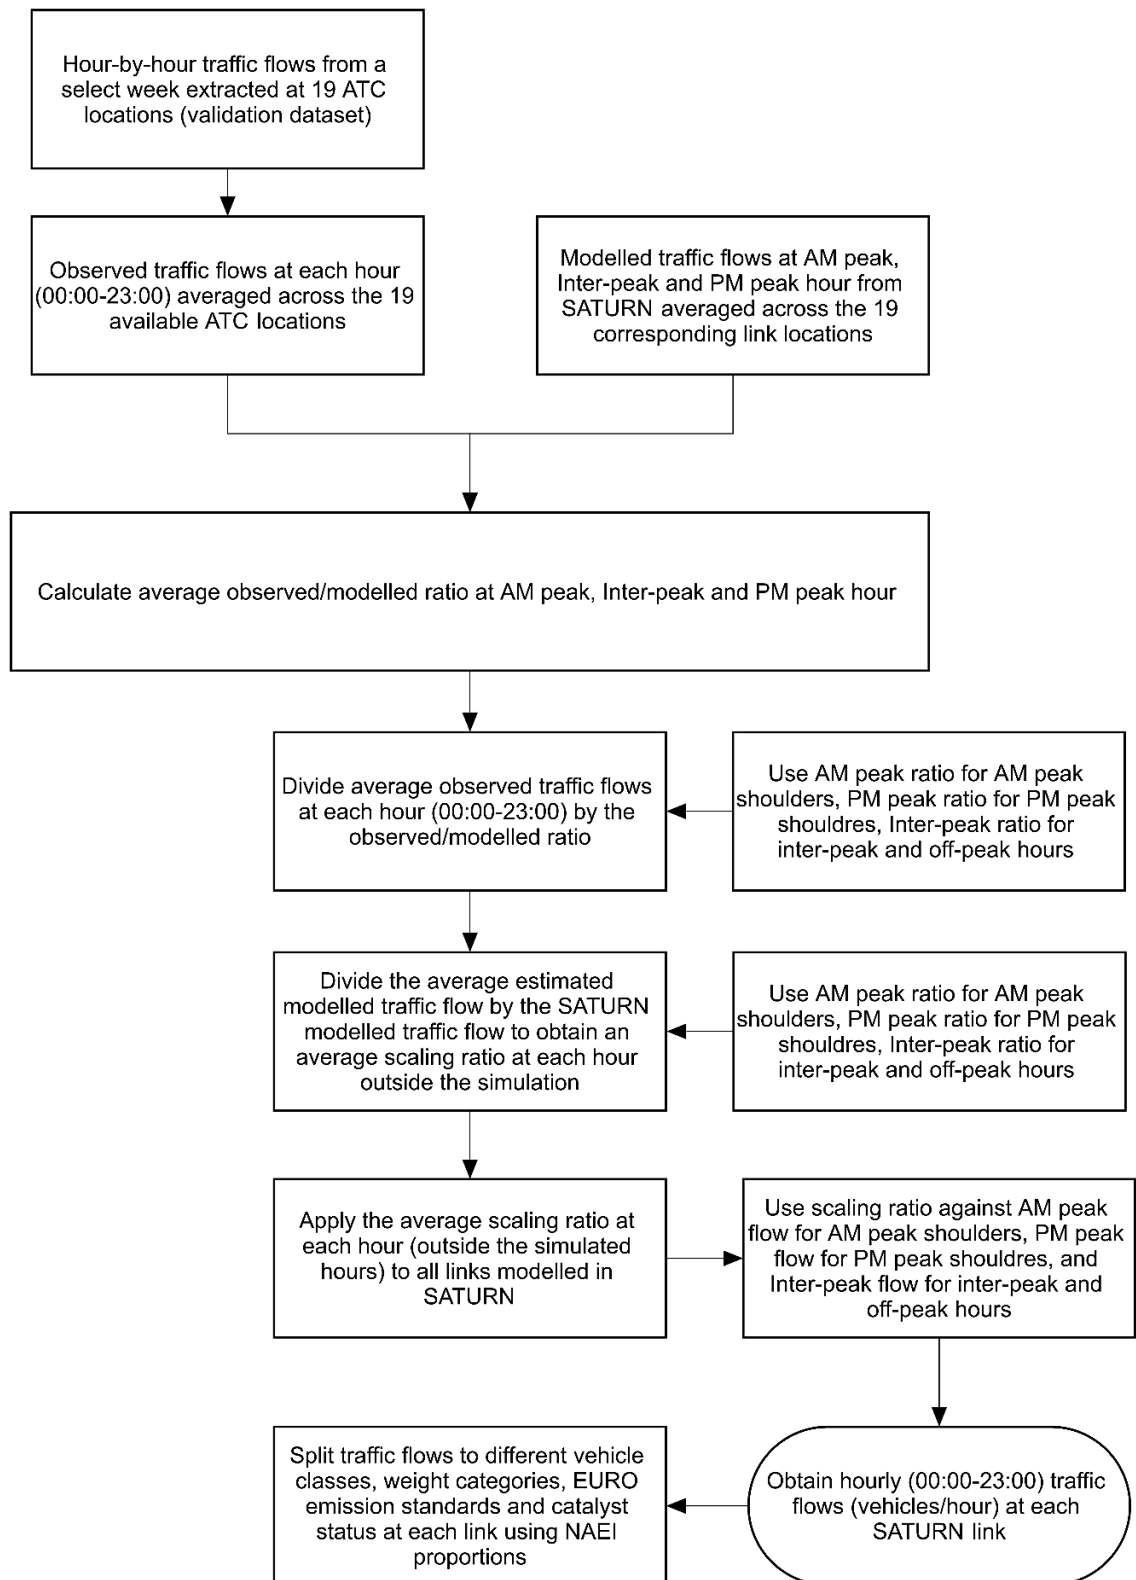 Hour-by-hour traffic flows from a
select week extracted at 19 ATC
locations (validation dataset)
Observed traffic flows at each hour
(00:00-23:00) averaged across the 19
available ATC locations
Modelled traffic flows at AM peak,
Inter-peak and PM peak hour from
SATURN averaged across the 19
corresponding link locations
Calculate average observed/modelled ratio at AM peak, Inter-peak and PM peak hour
Divide average observed traffic flows
at each hour (00:00-23:00) by the
observed/modelled ratio
Use AM peak ratio for AM peak
shoulders, PM peak ratio for PM peak
shouldres, Inter-peak ratio for
inter-peak and off-peak hours
Divide the average estimated
modelled traffic flow by the SATURN
modelled traffic flow to obtain an
average scaling ratio at each hour
outside the simulation
Use AM peak ratio for AM peak
shoulders, PM peak ratio for PM peak
shouldres, Inter-peak ratio for
inter-peak and off-peak hours
Apply the average scaling ratio at
each hour (outside the simulated
hours) to all links modelled in
SATURN
Use scaling ratio against AM peak
flow for AM peak shoulders, PM peak
flow for PM peak shouldres, and
Inter-peak flow for inter-peak and
off-peak hours
Split traffic flows to different vehicle
classes, weight categories, EURO
emission standards and catalyst
status at each link using NAEI
proportions
Obtain hourly (00:00-23:00) traffic
flows (vehicles/hour) at each
SATURN link